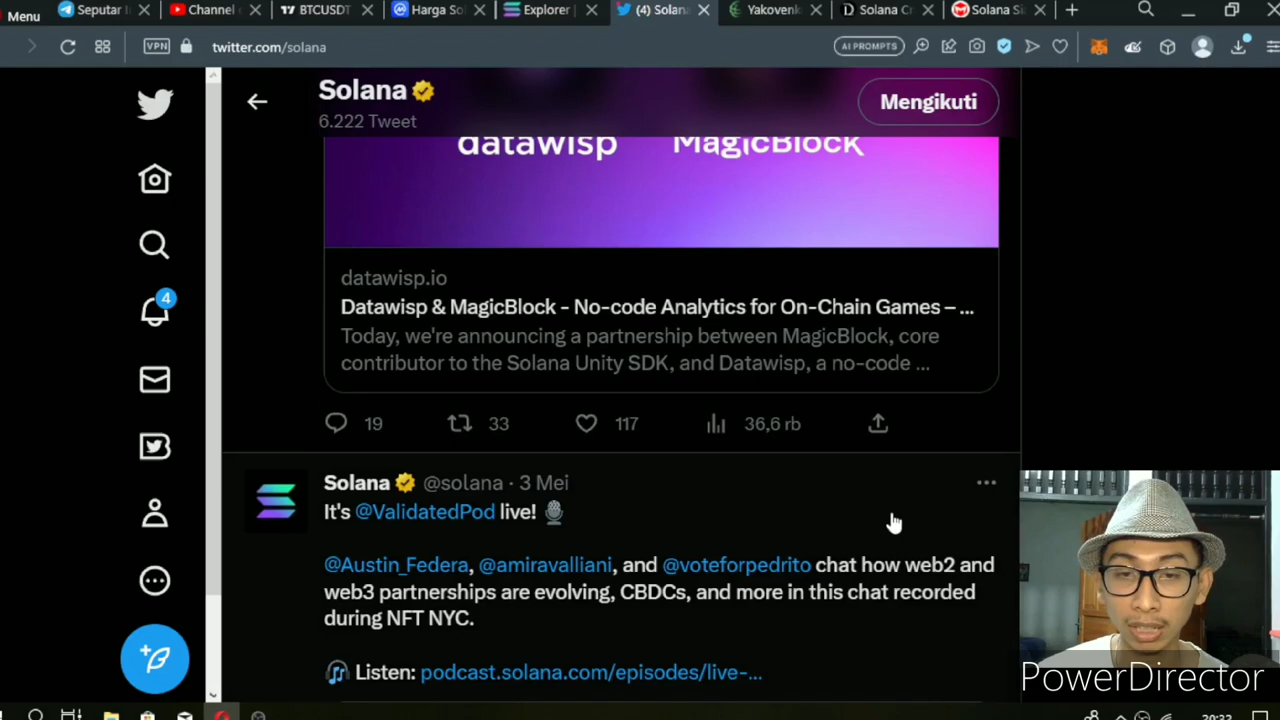 Menu
Seputar I
Channel
BTCUSDT
Harga So
Explorer
(4) Solan
Yakovenk
Solana C
Solana Si
VPN
twitter.com/solana
AI PROMPTS
Solana
6.222 Tweet
Mengikuti
datawisp MagicBlock
datawisp.io
Datawisp & MagicBlock - No-code Analytics for On-Chain Games – ...
Today, we're announcing a partnership between MagicBlock, core
contributor to the Solana Unity SDK, and Datawisp, a no-code ...
19
33
117
36,6 rb
4
Solana @solana · 3 Mei
It's @ValidatedPod live!
@Austin_Federa, @amiravalliani, and @voteforpedrito chat how web2 and
web3 partnerships are evolving, CBDCs, and more in this chat recorded
during NFT NYC.
Listen: podcast.solana.com/episodes/live-...
PowerDirector
20:33